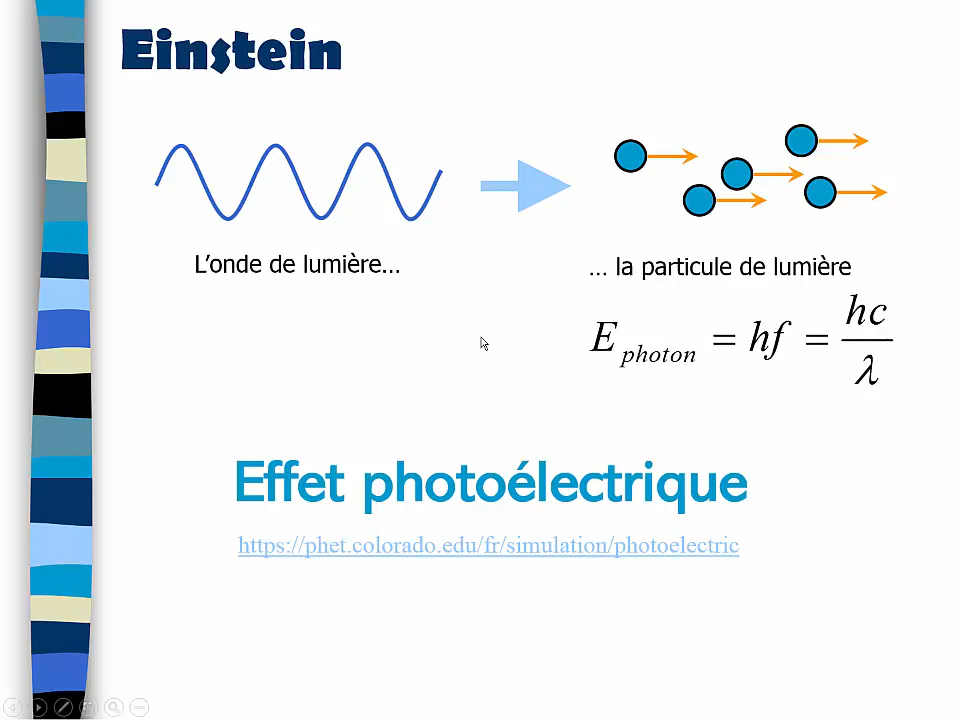 Einstein
L’onde de lumière...
... la particule de lumière
E photon = hf = hc/λ
Effet photoélectrique
https://phet.colorado.edu/fr/simulation/photoelectric